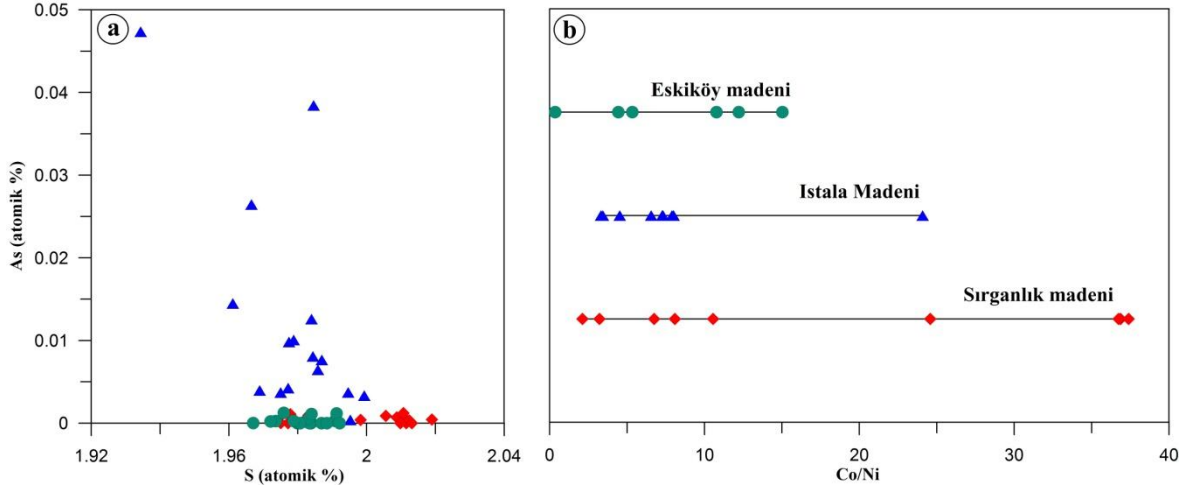 a
0.05
0.04
0.03
0.02
0.01
0
As (atomik %)
1.92
1.96
2
2.04
S (atomik %)
b
Eskiköy madeni
Istala Madeni
Sırganlık madeni
0
10
20
30
40
Co/Ni